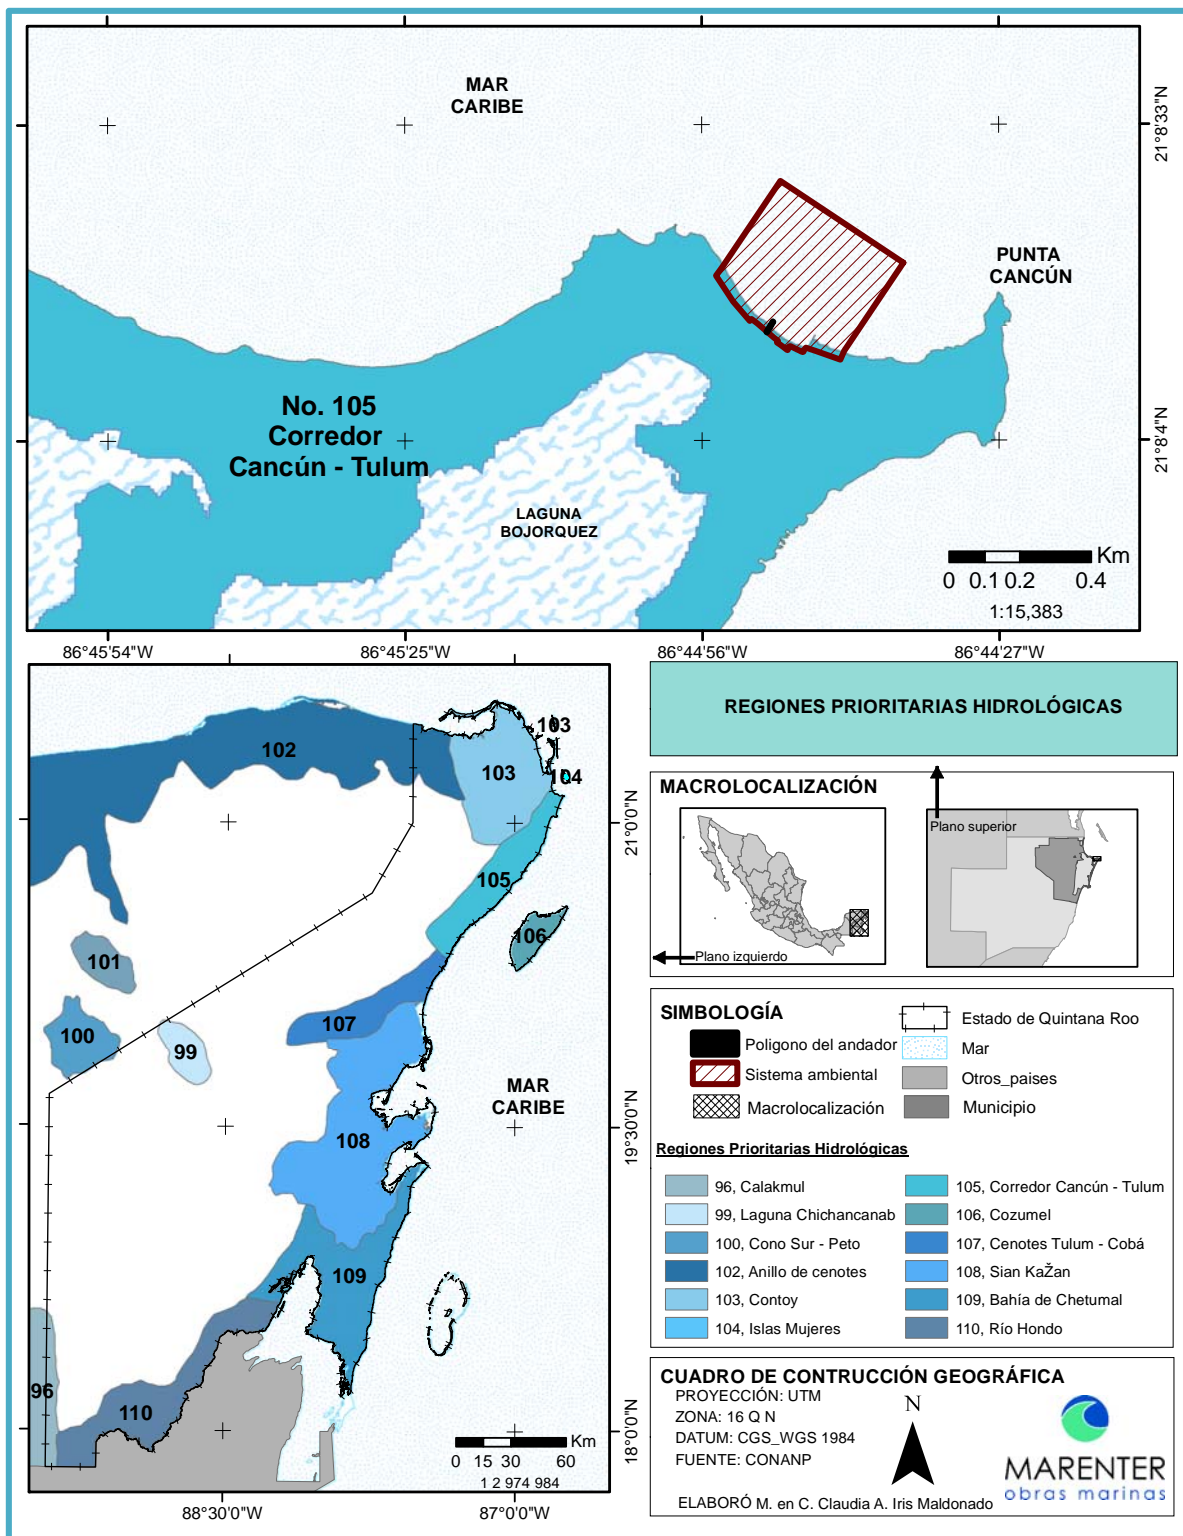 MAR
CARIBE
PUNTA
CANCÚN
No. 105
Corredor
Cancún - Tulum
LAGUNA
BOJORQUEZ
Km
0 0.1 0.2 0.4
1:15,383
21°8'33"N
21°8'4"N
86°45'54"W
86°45'25"W
86°44'56"W
86°44'27"W
102
103
103
104
105
106
101
100
99
107
MAR
CARIBE
108
109
96
110
Km
0 15 30 60
1 2 974 984
21°0'0"N
19°30'0"N
18°0'0"N
88°30'0"W
87°0'0"W
REGIONES PRIORITARIAS HIDROLÓGICAS
MACROLOCALIZACIÓN
Plano superior
Plano izquierdo
SIMBOLOGÍA
Poligono del andador
Sistema ambiental
Macrolocalización
Estado de Quintana Roo
Mar
Otros_paises
Municipio
Regiones Prioritarias Hidrológicas
96, Calakmul
99, Laguna Chichancanab
100, Cono Sur - Peto
102, Anillo de cenotes
103, Contoy
104, Islas Mujeres
105, Corredor Cancún - Tulum
106, Cozumel
107, Cenotes Tulum - Cobá
108, Sian KaŽan
109, Bahía de Chetumal
110, Río Hondo
CUADRO DE CONTRUCCIÓN GEOGRÁFICA
PROYECCIÓN: UTM
ZONA: 16 Q N
DATUM: CGS_WGS 1984
FUENTE: CONANP
N
ELABORÓ M. en C. Claudia A. Iris Maldonado
MARENTER
obras marinas